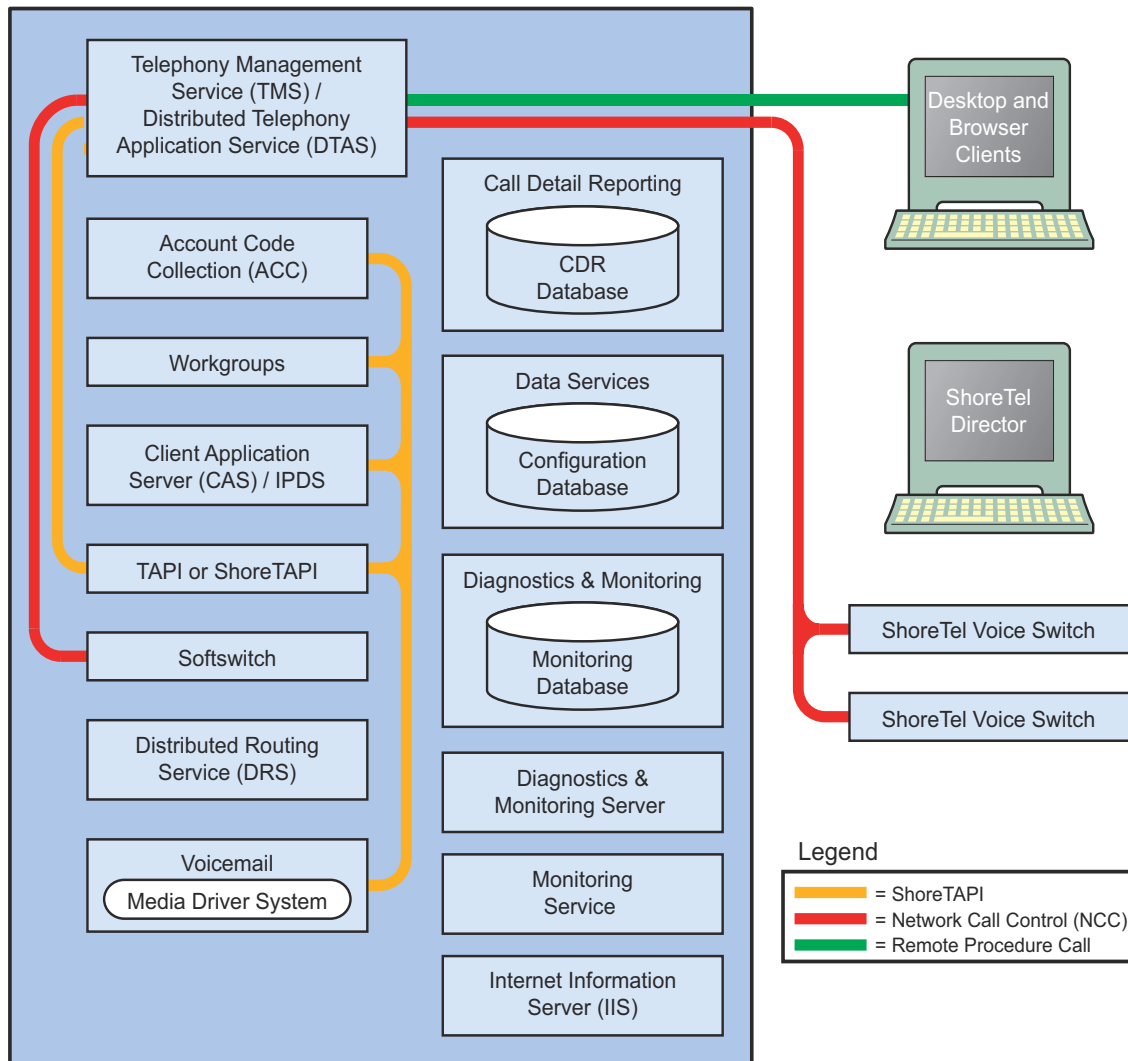 Telephony Management
Service (TMS) /
Distributed Telephony
Application Service (DTAS)
Account Code
Collection (ACC)
Workgroups
Client Application
Server (CAS) / IPDS
TAPI or ShoreTAPI
Softswitch
Distributed Routing
Service (DRS)
Voicemail
Media Driver System
Call Detail Reporting
CDR
Database
Data Services
Configuration
Database
Diagnostics & Monitoring
Monitoring
Database
Diagnostics &
Monitoring Server
Monitoring
Service
Internet Information
Server (IIS)
Desktop and
Browser
Clients
ShoreTel
Director
ShoreTel Voice Switch
ShoreTel Voice Switch
Legend
= ShoreTAPI
= Network Call Control (NCC)
= Remote Procedure Call